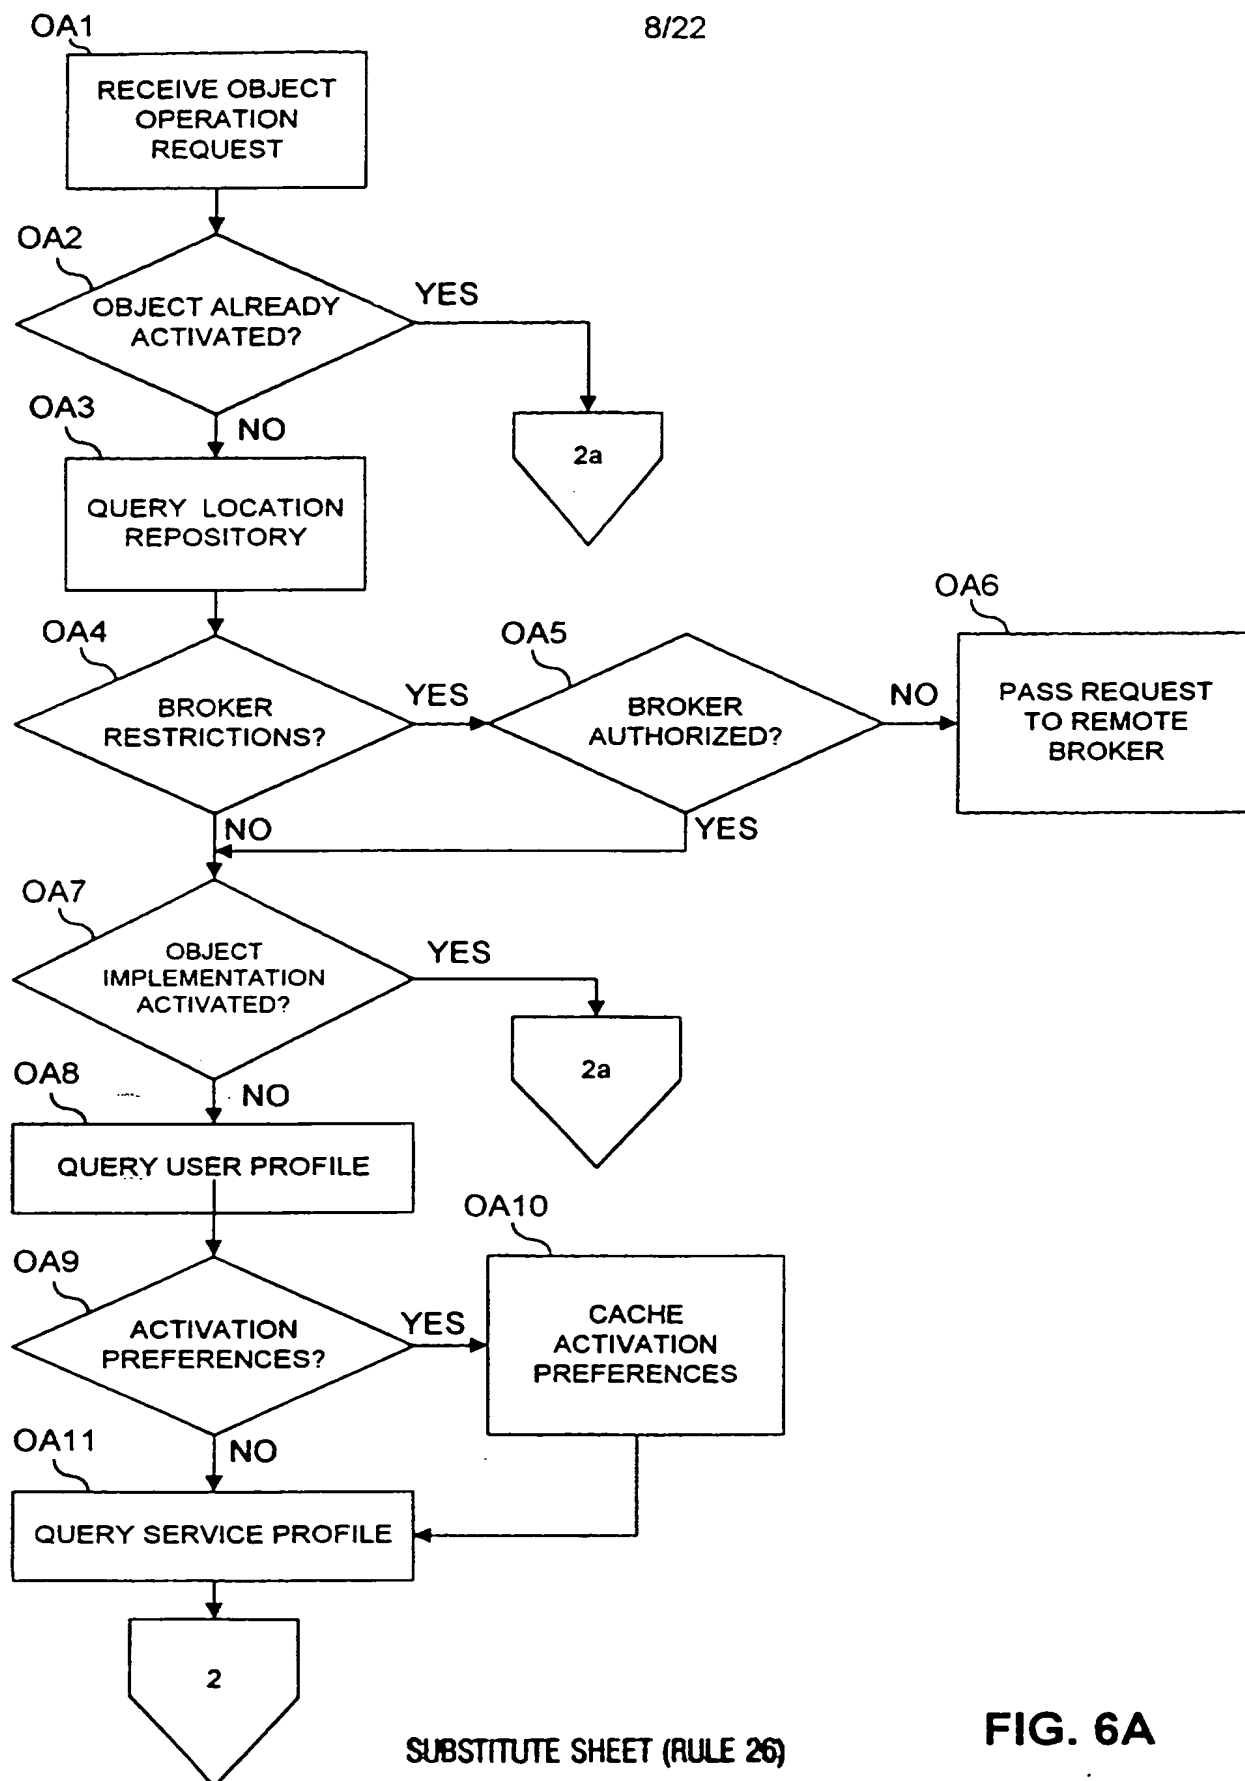 8/22
OA1
RECEIVE OBJECT
OPERATION
REQUEST
OA2
OBJECT ALREADY
ACTIVATED?
YES
2a
NO
OA3
QUERY LOCATION
REPOSITORY
OA4
BROKER
RESTRICTIONS?
YES
OA5
BROKER
AUTHORIZED?
NO
OA6
PASS REQUEST
TO REMOTE
BROKER
NO
YES
OA7
OBJECT
IMPLEMENTATION
ACTIVATED?
YES
2a
NO
OA8
QUERY USER PROFILE
OA9
ACTIVATION
PREFERENCES?
YES
OA10
CACHE
ACTIVATION
PREFERENCES
NO
OA11
QUERY SERVICE PROFILE
2
SUBSTITUTE SHEET (RULE 26)
FIG. 6A